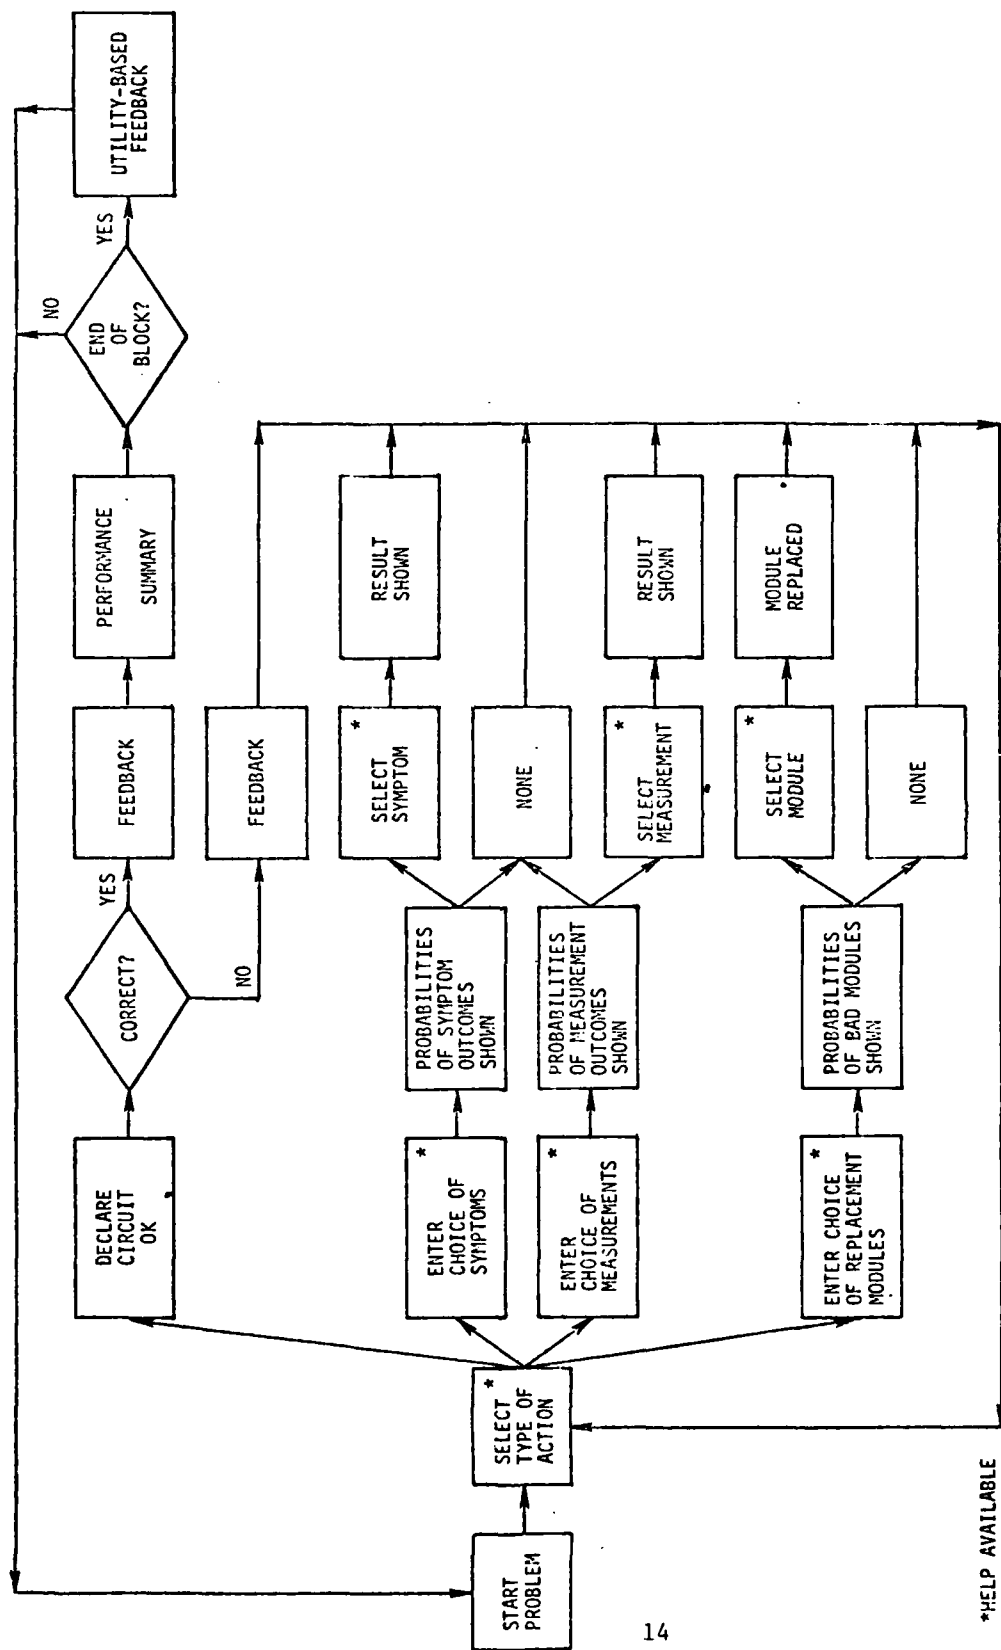 START
PROBLEM
*
SELECT
TYPE OF
ACTION
DECLARE
CIRCUIT
OK
CORRECT?
YES
NO
FEEDBACK
PERFORMANCE
SUMMARY
END
OF
BLOCK?
NO
YES
UTILITY-BASED
FEEDBACK
FEEDBACK
*
ENTER
CHOICE OF
SYMPTOMS
PROBABILITIES
OF SYMPTOM
OUTCOMES
SHOWN
*
SELECT
SYMPTOM
RESULT
SHOWN
NONE
*
ENTER
CHOICE OF
MEASUREMENTS
PROBABILITIES
OF MEASUREMENT
OUTCOMES
SHOWN
*
SELECT
MEASUREMENT
RESULT
SHOWN
*
ENTER CHOICE
OF REPLACEMENT
MODULES
PROBABILITIES
OF BAD MODULES
SHOWN
*
SELECT
MODULE
MODULE
REPLACED
NONE
*HELP AVAILABLE
14